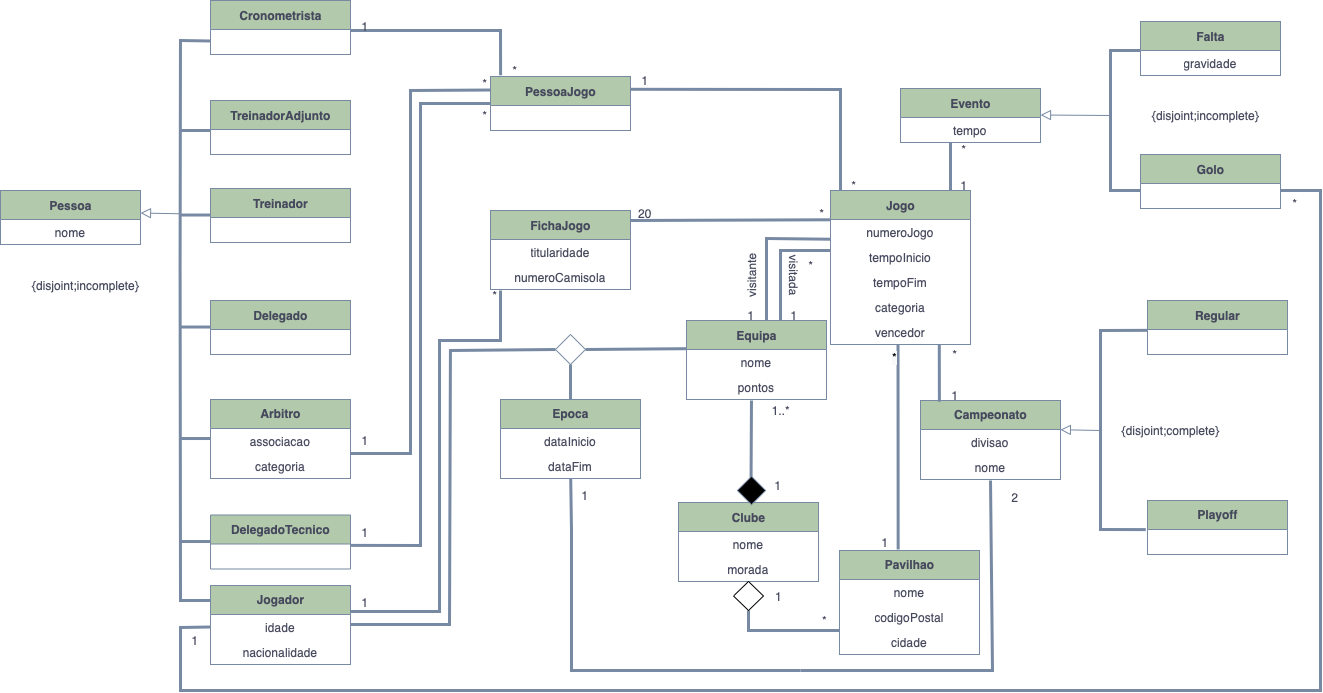 Cronometrista
1
*
TreinadorAdjunto
Treinador
Pessoa
nome
{disjoint;incomplete}
Delegado
Arbitro
associacao
categoria
1
DelegadoTecnico
1
Jogador
idade
nacionalidade
1
1
PessoaJogo
*
*
1
*
FichaJogo
titularidade
numeroCamisola
20
*
*
Evento
tempo
*
1
Falta
gravidade
{disjoint;incomplete}
Golo
*
Jogo
numeroJogo
tempoInicio
tempoFim
categoria
vencedor
visitante
visitada
*
1
1
Equipa
nome
pontos
1..*
1
Epoca
dataInicio
dataFim
1
Clube
nome
morada
1
*
*
*
1
Campeonato
divisao
nome
2
{disjoint;complete}
Regular
Playoff
1
Pavilhao
nome
codigoPostal
cidade